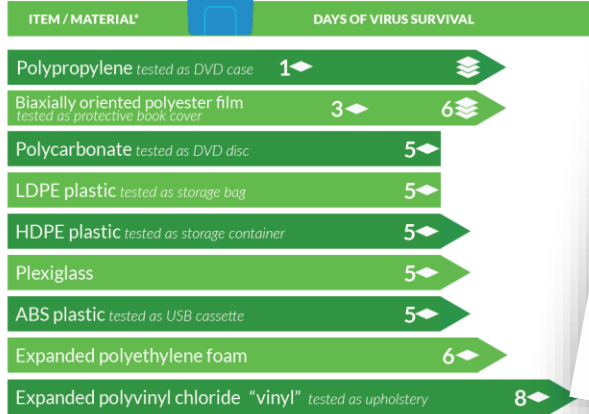 ITEM / MATERIAL* DAYS OF VIRUS SURVIVAL
Polypropylene tested as DVD case 1
Biaxially oriented polyester film
tested as protective book cover 3 6
Polycarbonate tested as DVD disc 5
LDPE plastic tested as storage bag 5
HDPE plastic tested as storage container 5
Plexiglass 5
ABS plastic tested as USB cassette 5
Expanded polyethylene foam 6
Expanded polyvinyl chloride “vinyl” tested as upholstery 8